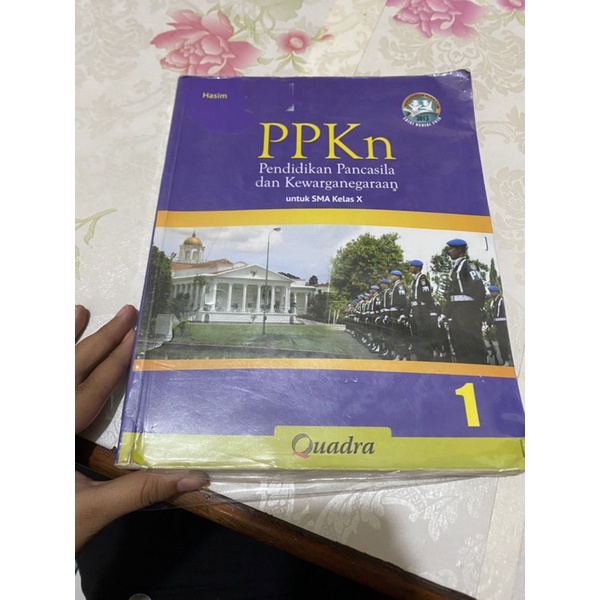 Hasim
PPKn
Pendidikan Pancasila
dan Kewarganegaraan
untuk SMA Kelas X
1
Quadra